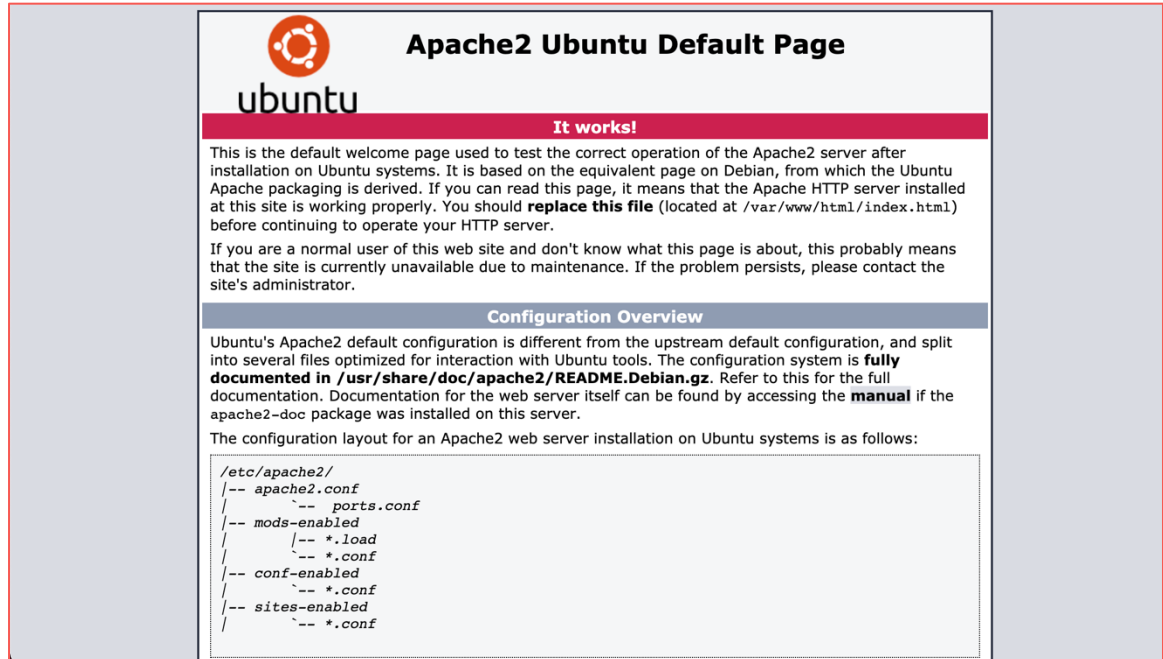 ubuntu
Apache2 Ubuntu Default Page
It works!
This is the default welcome page used to test the correct operation of the Apache2 server after
installation on Ubuntu systems. It is based on the equivalent page on Debian, from which the Ubuntu
Apache packaging is derived. If you can read this page, it means that the Apache HTTP server installed
at this site is working properly. You should replace this file (located at /var/www/html/index.html)
before continuing to operate your HTTP server.
If you are a normal user of this web site and don't know what this page is about, this probably means
that the site is currently unavailable due to maintenance. If the problem persists, please contact the
site's administrator.
Configuration Overview
Ubuntu's Apache2 default configuration is different from the upstream default configuration, and split
into several files optimized for interaction with Ubuntu tools. The configuration system is fully
documented in /usr/share/doc/apache2/README.Debian.gz. Refer to this for the full
documentation. Documentation for the web server itself can be found by accessing the manual if the
apache2-doc package was installed on this server.
The configuration layout for an Apache2 web server installation on Ubuntu systems is as follows:
/etc/apache2/
|-- apache2.conf
|       `--  ports.conf
|-- mods-enabled
|       |-- *.load
|       `-- *.conf
|-- conf-enabled
|       `-- *.conf
|-- sites-enabled
|       `-- *.conf